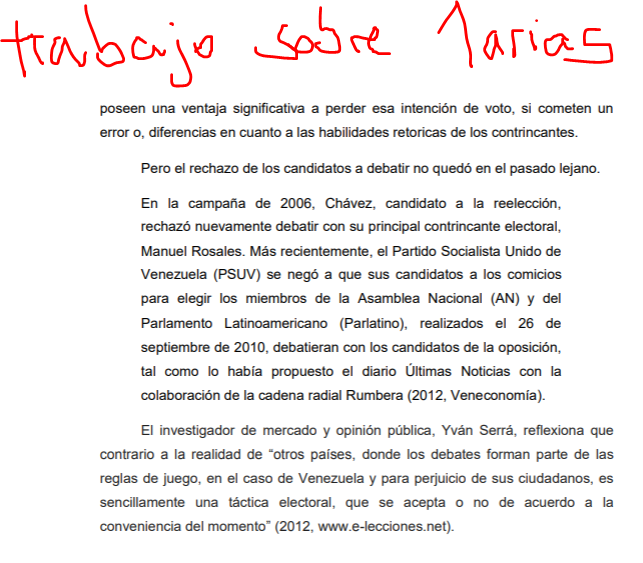 trabajo sobre
poseen una ventaja significativa a perder esa intención de voto, si cometen un
error o, diferencias en cuanto a las habilidades retoricas de los contrincantes.
Pero el rechazo de los candidatos a debatir no quedó en el pasado lejano.
En la campaña de 2006, Chávez, candidato a la reelección,
rechazó nuevamente debatir con su principal contrincante electoral,
Manuel Rosales. Más recientemente, el Partido Socialista Unido de
Venezuela (PSUV) se negó a que sus candidatos a los comicios
para elegir los miembros de la Asamblea Nacional (AN) y del
Parlamento Latinoamericano (Parlatino), realizados el 26 de
septiembre de 2010, debatieran con los candidatos de la oposición,
tal como lo había propuesto el diario Últimas Noticias con la
colaboración de la cadena radial Rumbera (2012, Veneconomía).
El investigador de mercado y opinión pública, Yván Serrá, reflexiona que
contrario a la realidad de “otros países, donde los debates forman parte de las
reglas de juego, en el caso de Venezuela y para perjuicio de sus ciudadanos, es
sencillamente una táctica electoral, que se acepta o no de acuerdo a la
conveniencia del momento” (2012, www.e-lecciones.net).